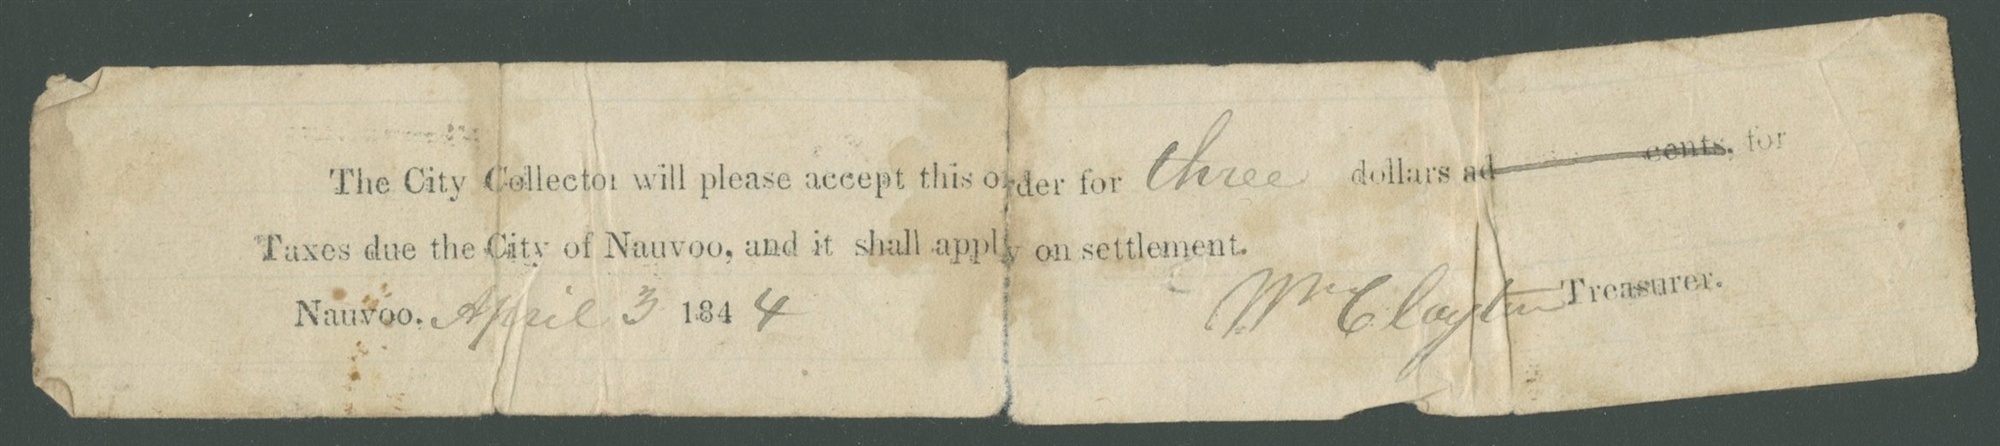 The City Collector will please accept this order for three dollars ad cents, for
Taxes due the City of Nauvoo, and it shall apply on settlement.
Nauvoo, April 3 1844 Wm Clayton Treasurer.